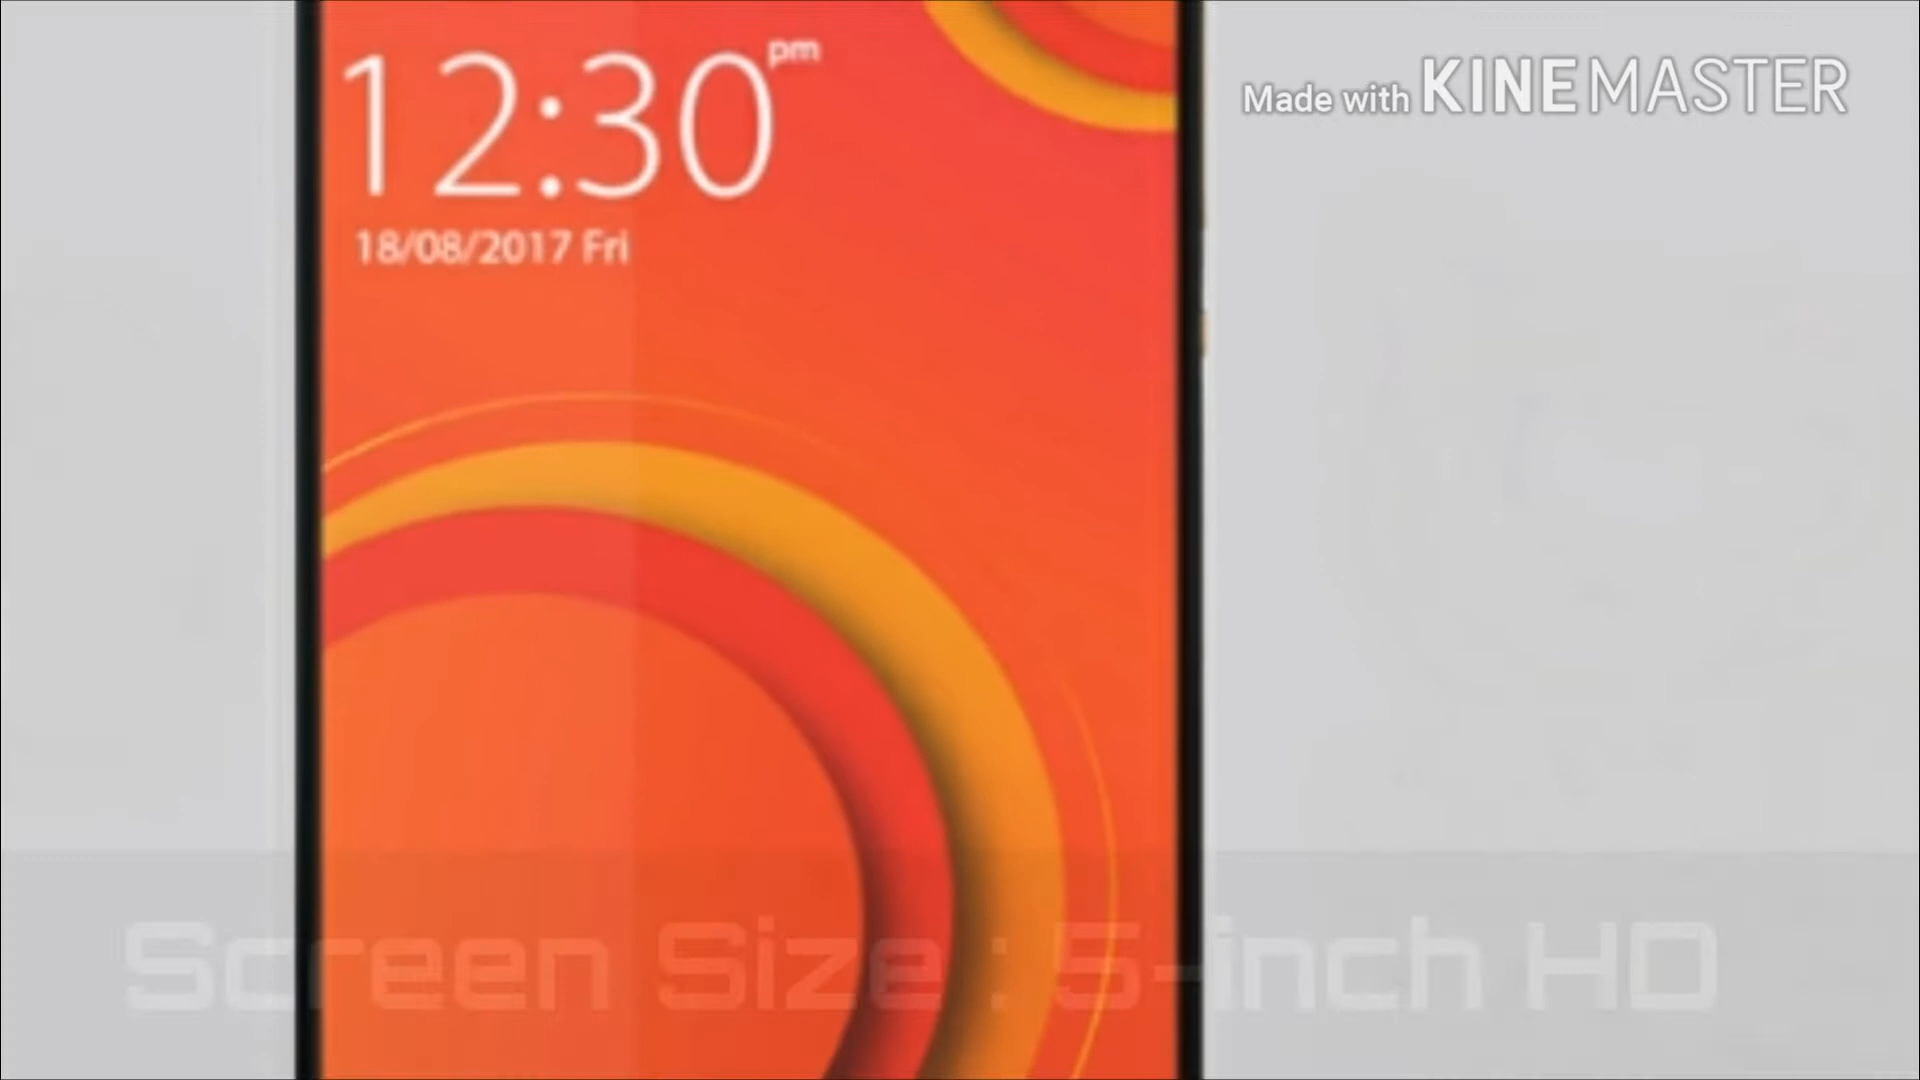 12:30 pm
18/08/2017 Fri
Made with KINEMASTER
Screen Size : 5-inch HD